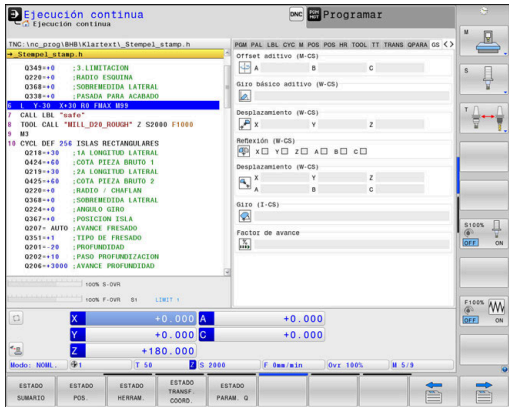 Ejecución continua
Ejecución continua
DNC
Programar
TNC:\nc_prog\BHB\Klartext\_Stempel_stamp.h
→_Stempel_stamp.h
Q349=+0 ;3.LIMITACION
Q220=+0 ;RADIO ESQUINA
Q368=+0 ;SOBREMEDIDA LATERAL
Q338=+0 ;PASADA PARA ACABADO
6 L Y-30 X+30 R0 FMAX M99
7 CALL LBL "safe"
8 TOOL CALL "MILL_D20_ROUGH" Z S2000 F1000
9 M3
10 CYCL DEF 256 ISLAS RECTANGULARES
Q218=+30 ;1A LONGITUD LATERAL
Q424=+60 ;COTA PIEZA BRUTO 1
Q219=+30 ;2A LONGITUD LATERAL
Q425=+60 ;COTA PIEZA BRUTO 2
Q220=+0 ;RADIO / CHAFLAN
Q368=+0 ;SOBREMEDIDA LATERAL
Q224=+0 ;ANGULO GIRO
Q367=+0 ;POSICION ISLA
Q207= AUTO ;AVANCE FRESADO
Q351=+1 ;TIPO DE FRESADO
Q201=-20 ;PROFUNDIDAD
Q202=+10 ;PASO PROFUNDIZACION
Q206=+3000 ;AVANCE PROFUNDIDAD
100% S-OVR
100% F-OVR S1 LIMIT 1
PGM PAL LBL CYC M POS POS HR TOOL TT TRANS QPARA GS
Offset aditivo (M-CS)
A B C
Giro básico aditivo (W-CS)
Desplazamiento (W-CS)
X Y Z
Reflexión (W-CS)
X Y Z A B C
Desplazamiento (W-CS)
X Y Z
A B C
Giro (I-CS)
Factor de avance
X +0.000 A +0.000
Y +0.000 C +0.000
Z +180.000
Modo: NOML. 1 T 50 Z S 2000 F 0mm/min Ovr 100% M 5/9
ESTADO SUMARIO
ESTADO POS.
ESTADO HERRAM.
ESTADO TRANSF. COORD.
ESTADO PARAM. Q
M
S
T
S100%
OFF ON
F100%
OFF ON